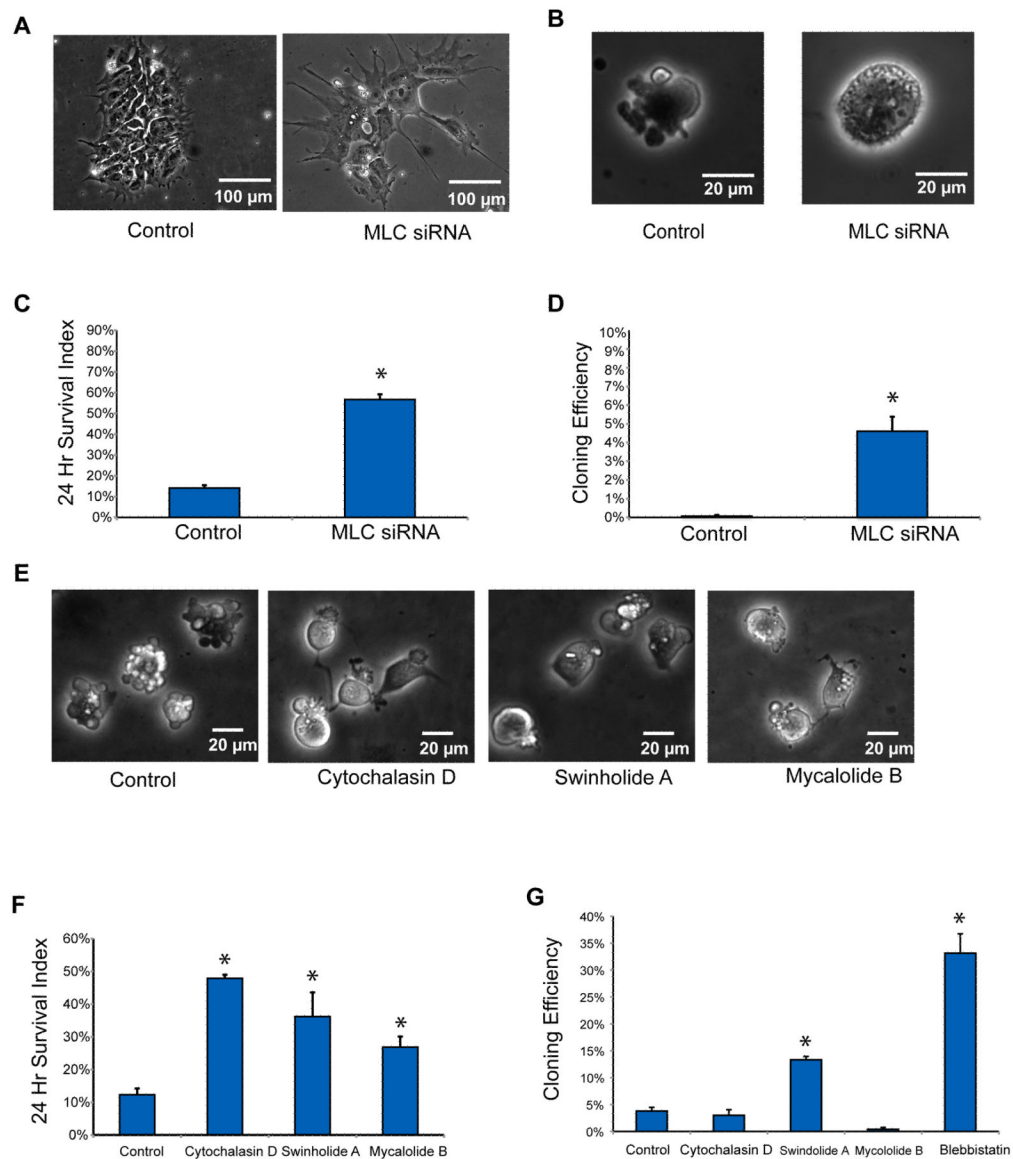 A
100 μm
100 μm
Control
MLC siRNA
B
20 μm
20 μm
Control
MLC siRNA
C
24 Hr Survival Index
90%
80%
70%
60%
50%
40%
30%
20%
10%
0%
*
Control
MLC siRNA
D
Cloning Efficiency
10%
9%
8%
7%
6%
5%
4%
3%
2%
1%
0%
*
Control
MLC siRNA
E
20 μm
20 μm
20 μm
20 μm
Control
Cytochalasin D
Swinholide A
Mycalolide B
F
24 Hr Survival Index
60%
50%
40%
30%
20%
10%
0%
*
*
*
Control
Cytochalasin D
Swinholide A
Mycalolide B
G
Cloning Efficiency
40%
35%
30%
25%
20%
15%
10%
5%
0%
*
*
Control
Cytochalasin D
Swindolide A
Mycololide B
Blebbistatin